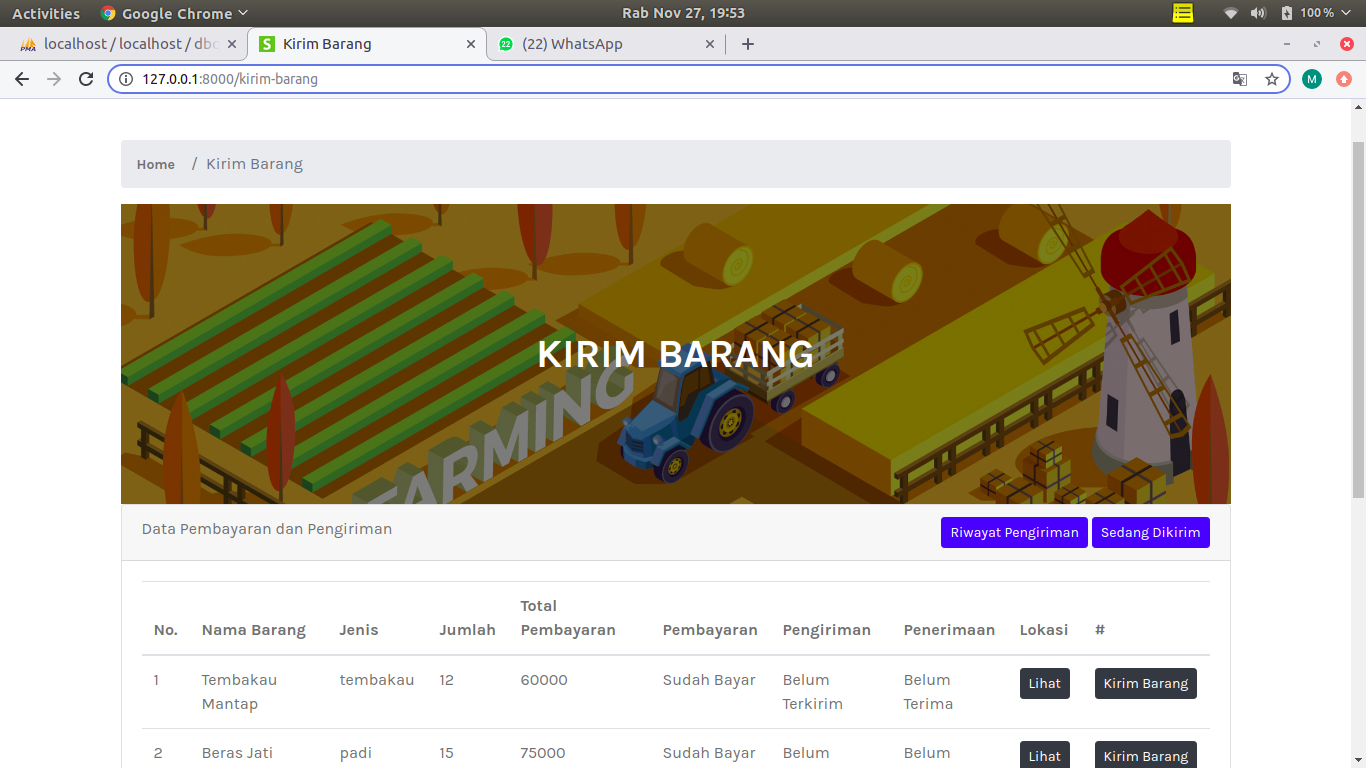 Activities Google Chrome Rab Nov 27, 19:53 100 %
localhost / localhost / dbc Kirim Barang (22) WhatsApp
127.0.0.1:8000/kirim-barang M
Home / Kirim Barang
KIRIM BARANG
FARMING
Data Pembayaran dan Pengiriman Riwayat Pengiriman Sedang Dikirim
Total
No. Nama Barang Jenis Jumlah Pembayaran Pembayaran Pengiriman Penerimaan Lokasi #
1 Tembakau tembakau 12 60000 Sudah Bayar Belum Belum Lihat Kirim Barang
Mantap Terkirim Terima
2 Beras Jati padi 15 75000 Sudah Bayar Belum Belum Lihat Kirim Barang